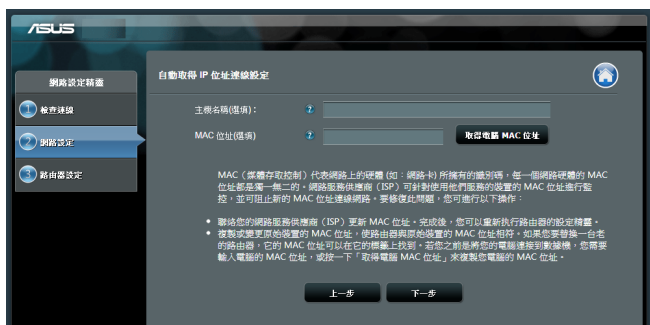 ASUS
網路設定精靈
1 檢查連線
2 網路設定
3 路由器設定
自動取得 IP 位址連線設定
主機名稱(選填)：
MAC 位址(選填)
取得電腦 MAC 位址
MAC（媒體存取控制）代表網路上的硬體 (如：網路卡) 所擁有的識別碼，每一個網路硬體的 MAC
位址都是獨一無二的。網路服務供應商（ISP）可針對使用他們服務的裝置的 MAC 位址進行監
控，並可阻止新的 MAC 位址連線網路。要修復此問題，您可進行以下操作：
• 聯絡您的網路服務供應商（ISP）更新 MAC 位址。完成後，您可以重新執行路由器的設定精靈。
• 複製或變更原始裝置的 MAC 位址，使路由器與原始裝置的 MAC 位址相符。如果您要替換一台老
的路由器，它的 MAC 位址可以在它的標籤上找到。若您之前是將您的電腦連接到數據機，您需要
輸入電腦的 MAC 位址，或按一下「取得電腦 MAC 位址」來複製您電腦的 MAC 位址。
上一步
下一步